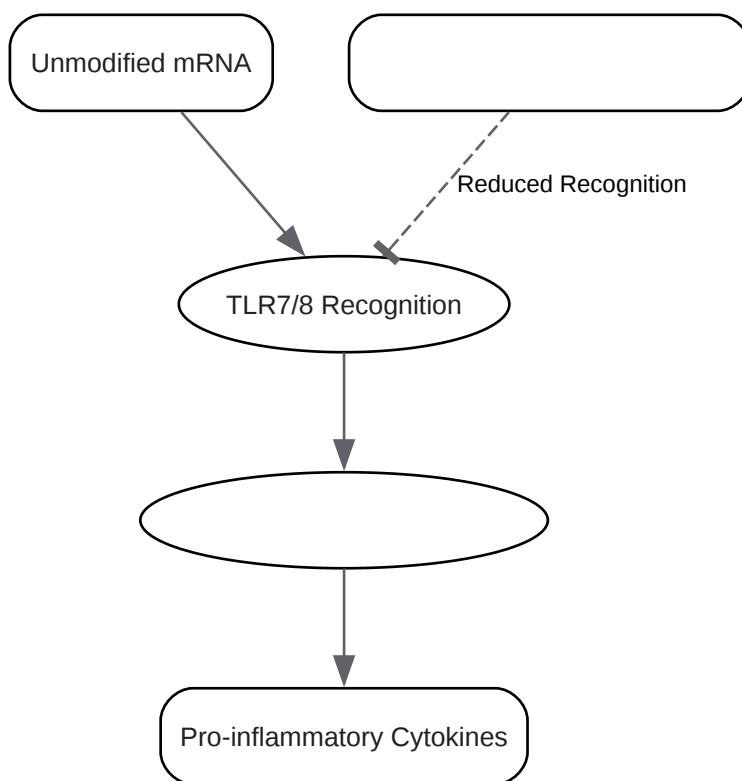 Unmodified mRNA
Reduced Recognition
TLR7/8 Recognition
Pro-inflammatory Cytokines